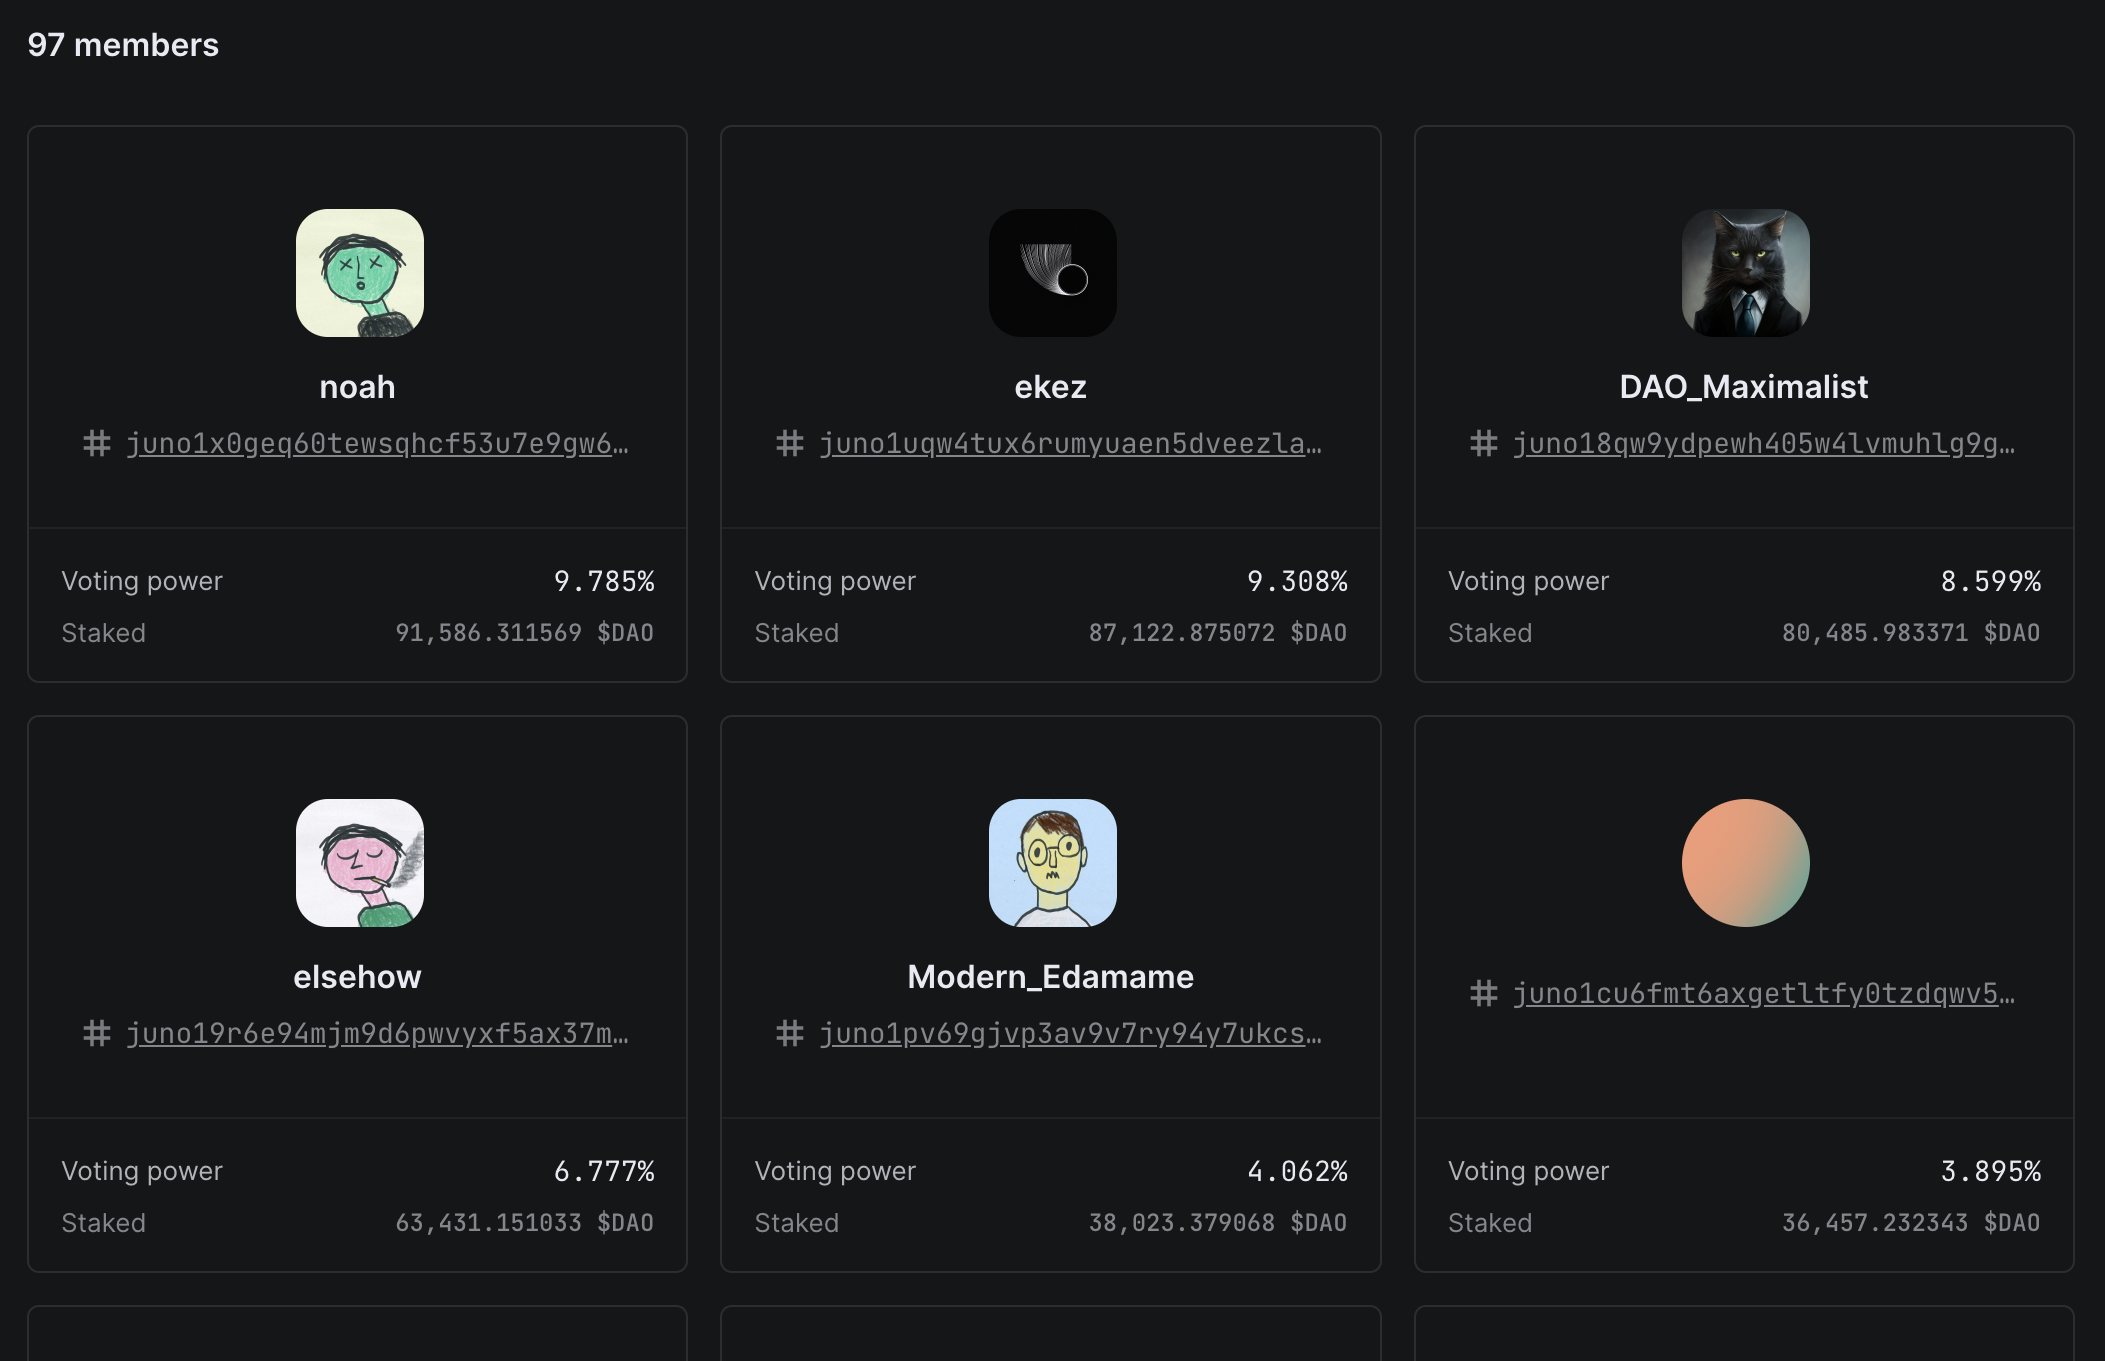 97 members
noah
juno1x0geq60tewsqhcf53u7e9gw6…
Voting power 9.785%
Staked 91,586.311569 $DAO
ekez
juno1uqw4tux6rumyuaen5dveezla…
Voting power 9.308%
Staked 87,122.875072 $DAO
DAO_Maximalist
juno18qw9ydpewh405w4lvmuhlg9g…
Voting power 8.599%
Staked 80,485.983371 $DAO
elsehow
juno19r6e94mjm9d6pwvyxf5ax37m…
Voting power 6.777%
Staked 63,431.151033 $DAO
Modern_Edamame
juno1pv69gjvp3av9v7ry94y7ukcs…
Voting power 4.062%
Staked 38,023.379068 $DAO
juno1cu6fmt6axgetltfy0tzdqwv5…
Voting power 3.895%
Staked 36,457.232343 $DAO